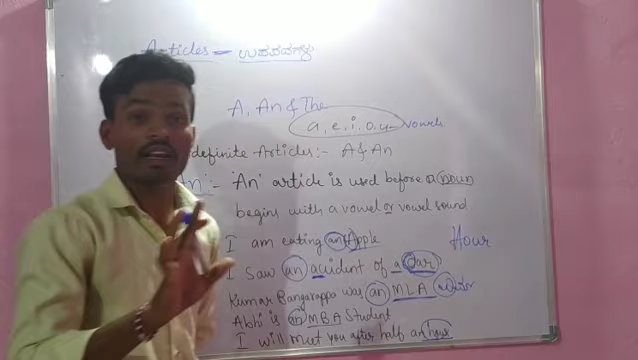 Articles - ಉಪಪದಗಳು
A, An & The
a, e, i, o, u - vowels
definite Articles :- A & An
An :- 'An' article is used before a noun
begins with a vowel or vowel sound
I am eating an Apple
Hour
I Saw an accident of a Car
Kumar Bangarappa was an MLA
Abhi is an MBA Student
I will meet you after half an hour